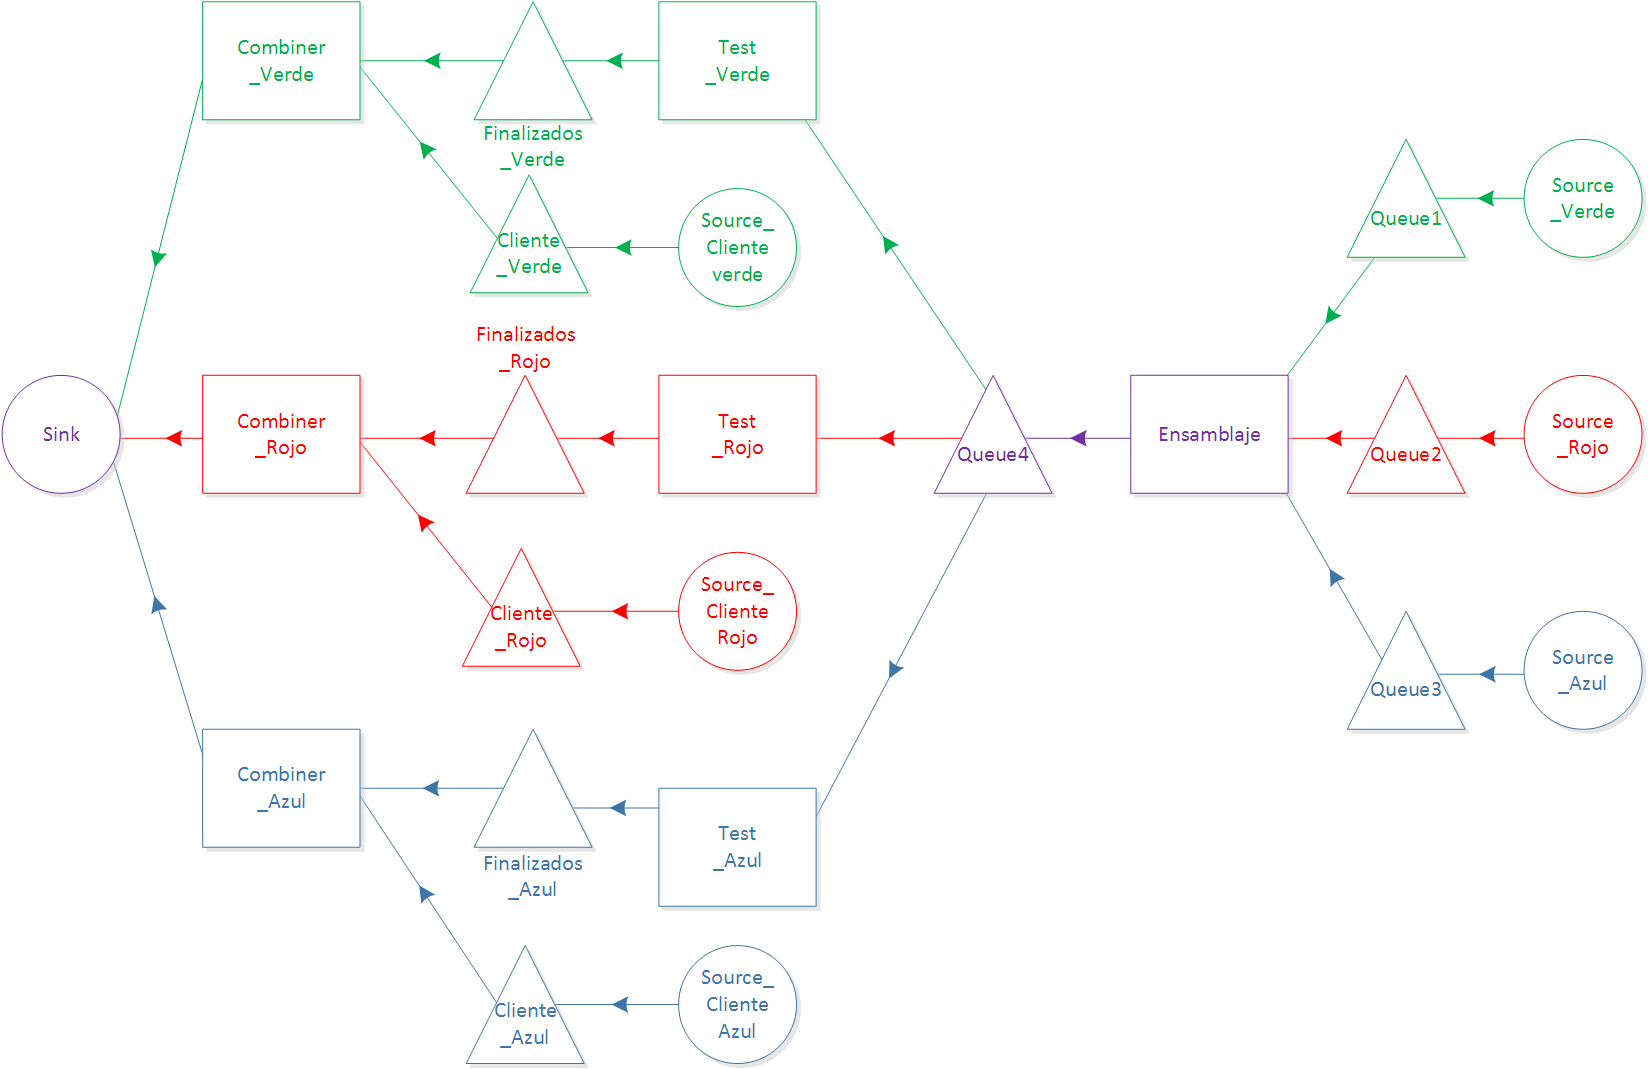 Combiner
_Verde
Test
_Verde
Finalizados
_Verde
Source
_Verde
Queue1
Cliente
_Verde
Source_
Cliente
verde
Finalizados
_Rojo
Sink
Combiner
_Rojo
Test
_Rojo
Queue4
Ensamblaje
Queue2
Source
_Rojo
Cliente
_Rojo
Source_
Cliente
Rojo
Queue3
Source
_Azul
Combiner
_Azul
Finalizados
_Azul
Test
_Azul
Cliente
_Azul
Source_
Cliente
Azul